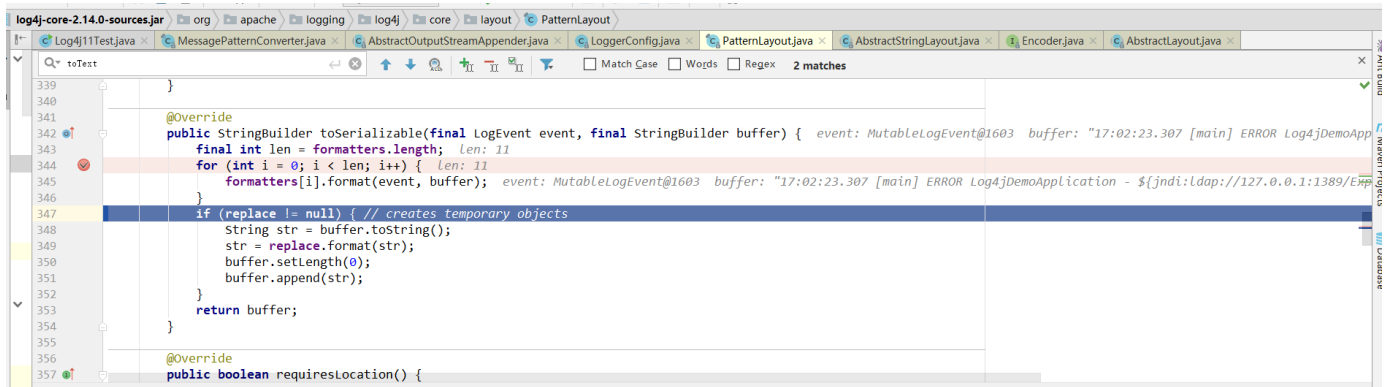 log4j-core-2.14.0-sources.jar org apache logging log4j core layout PatternLayout
Log4j11Test.java MessagePatternConverter.java AbstractOutputStreamAppender.java LoggerConfig.java PatternLayout.java AbstractStringLayout.java Encoder.java AbstractLayout.java
toText Match Case Words Regex 2 matches
339 }
340
341 @Override
342 public StringBuilder toSerializable(final LogEvent event, final StringBuilder buffer) { event: MutableLogEvent@1603 buffer: "17:02:23.307 [main] ERROR Log4jDemoApp
343 final int len = formatters.length; len: 11
344 for (int i = 0; i < len; i++) { len: 11
345 formatters[i].format(event, buffer); event: MutableLogEvent@1603 buffer: "17:02:23.307 [main] ERROR Log4jDemoApplication - ${jndi:ldap://127.0.0.1:1389/Exp
346 }
347 if (replace != null) { // creates temporary objects
348 String str = buffer.toString();
349 str = replace.format(str);
350 buffer.setLength(0);
351 buffer.append(str);
352 }
353 return buffer;
354 }
355
356 @Override
357 public boolean requiresLocation() {
Ant Build
Maven Projects
Database